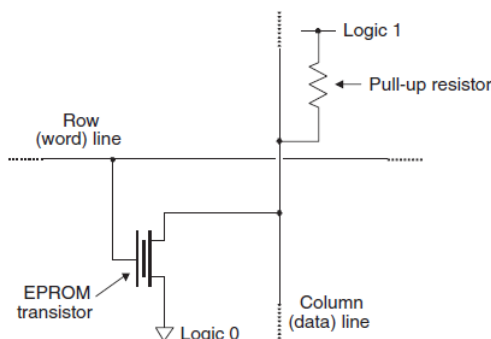 Logic 1
Pull-up resistor
Row
(word) line
EPROM
transistor
Column
(data) line
Logic 0